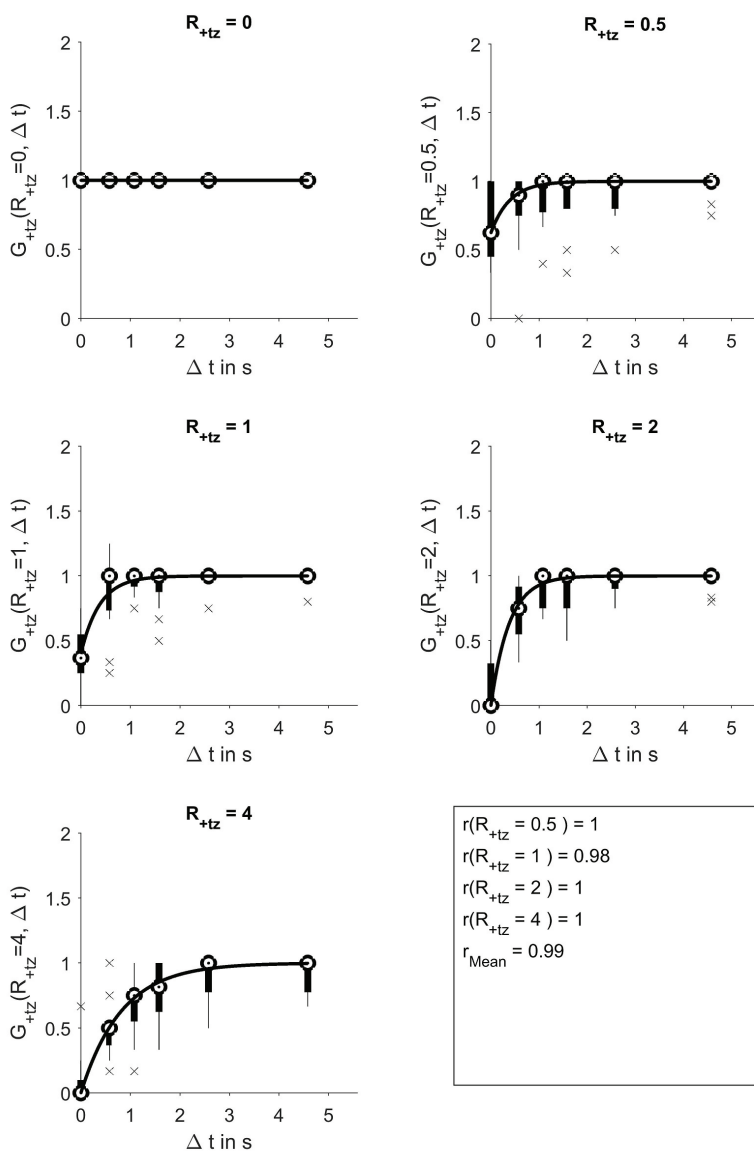 R+tz = 0
2
1.5
1
0.5
0
G+tz(R+tz=0, Δ t)
0 1 2 3 4 5
Δ t in s
R+tz = 0.5
2
1.5
1
0.5
0
G+tz(R+tz=0.5, Δ t)
0 1 2 3 4 5
Δ t in s
R+tz = 1
2
1.5
1
0.5
0
G+tz(R+tz=1, Δ t)
0 1 2 3 4 5
Δ t in s
R+tz = 2
2
1.5
1
0.5
0
G+tz(R+tz=2, Δ t)
0 1 2 3 4 5
Δ t in s
R+tz = 4
2
1.5
1
0.5
0
G+tz(R+tz=4, Δ t)
0 1 2 3 4 5
Δ t in s
r(R+tz = 0.5 ) = 1
r(R+tz = 1 ) = 0.98
r(R+tz = 2 ) = 1
r(R+tz = 4 ) = 1
rMean = 0.99